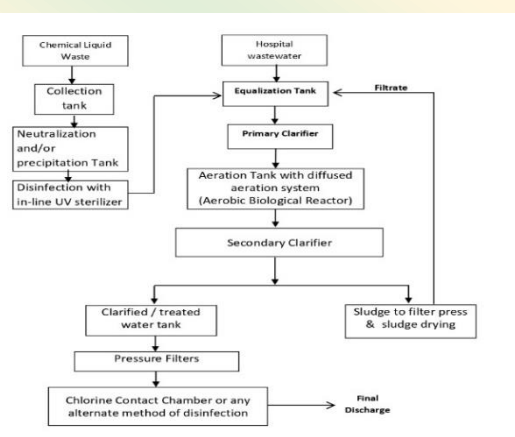 Chemical Liquid
Waste
Collection
tank
Neutralization
and/or
precipitation Tank
Disinfection with
in-line UV sterilizer
Hospital
wastewater
Equalization Tank
Filtrate
Primary Clarifier
Aeration Tank with diffused
aeration system
(Aerobic Biological Reactor)
Secondary Clarifier
Clarified / treated
water tank
Sludge to filter press
& sludge drying
Pressure Filters
Chlorine Contact Chamber or any
alternate method of disinfection
Final
Discharge